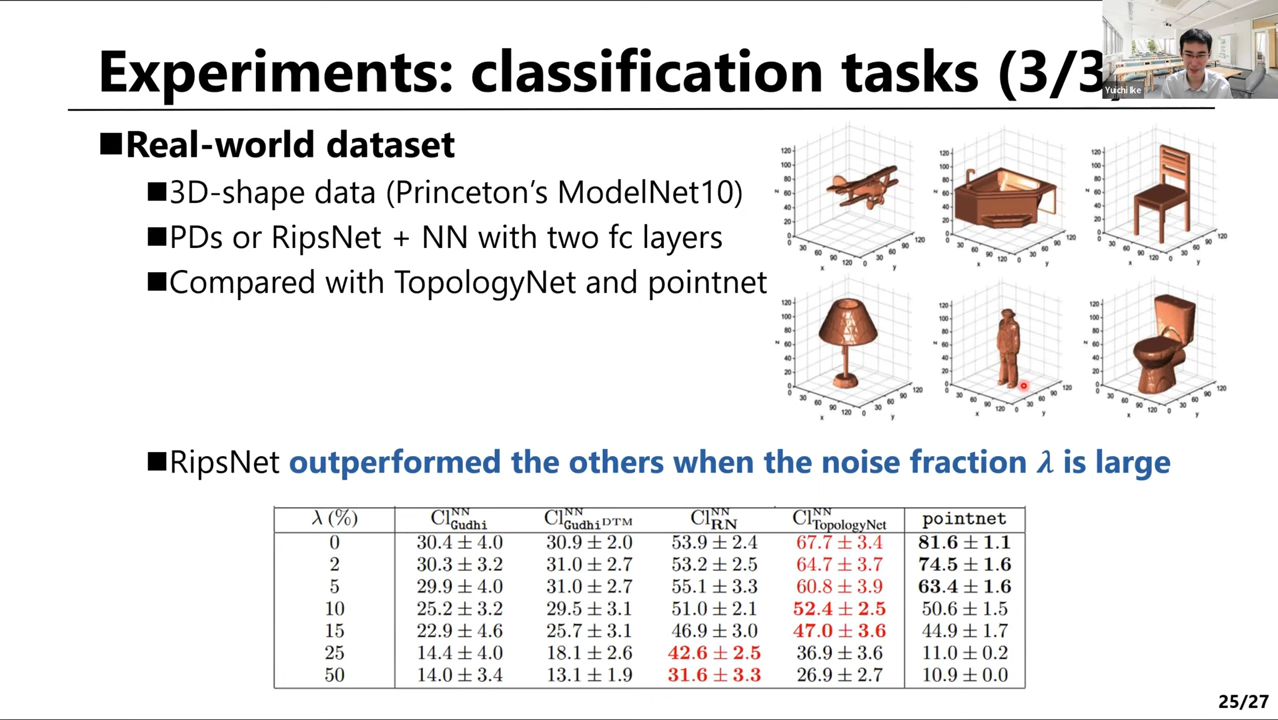 Experiments: classification tasks (3/3)
Yuichi Ike
■Real-world dataset
■3D-shape data (Princeton's ModelNet10)
■PDs or RipsNet + NN with two fc layers
■Compared with TopologyNet and pointnet
■RipsNet outperformed the others when the noise fraction λ is large
λ (%) Cl^NN_Gudhi Cl^NN_Gudhi^DTM Cl^NN_RN Cl^NN_TopologyNet pointnet
0 30.4 ± 4.0 30.9 ± 2.0 53.9 ± 2.4 67.7 ± 3.4 81.6 ± 1.1
2 30.3 ± 3.2 31.0 ± 2.7 53.2 ± 2.5 64.7 ± 3.7 74.5 ± 1.6
5 29.9 ± 4.0 31.0 ± 2.7 55.1 ± 3.3 60.8 ± 3.9 63.4 ± 1.6
10 25.2 ± 3.2 29.5 ± 3.1 51.0 ± 2.1 52.4 ± 2.5 50.6 ± 1.5
15 22.9 ± 4.6 25.7 ± 3.1 46.9 ± 3.0 47.0 ± 3.6 44.9 ± 1.7
25 14.4 ± 4.0 18.1 ± 2.6 42.6 ± 2.5 36.9 ± 3.6 11.0 ± 0.2
50 14.0 ± 3.4 13.1 ± 1.9 31.6 ± 3.3 26.9 ± 2.7 10.9 ± 0.0
25/27